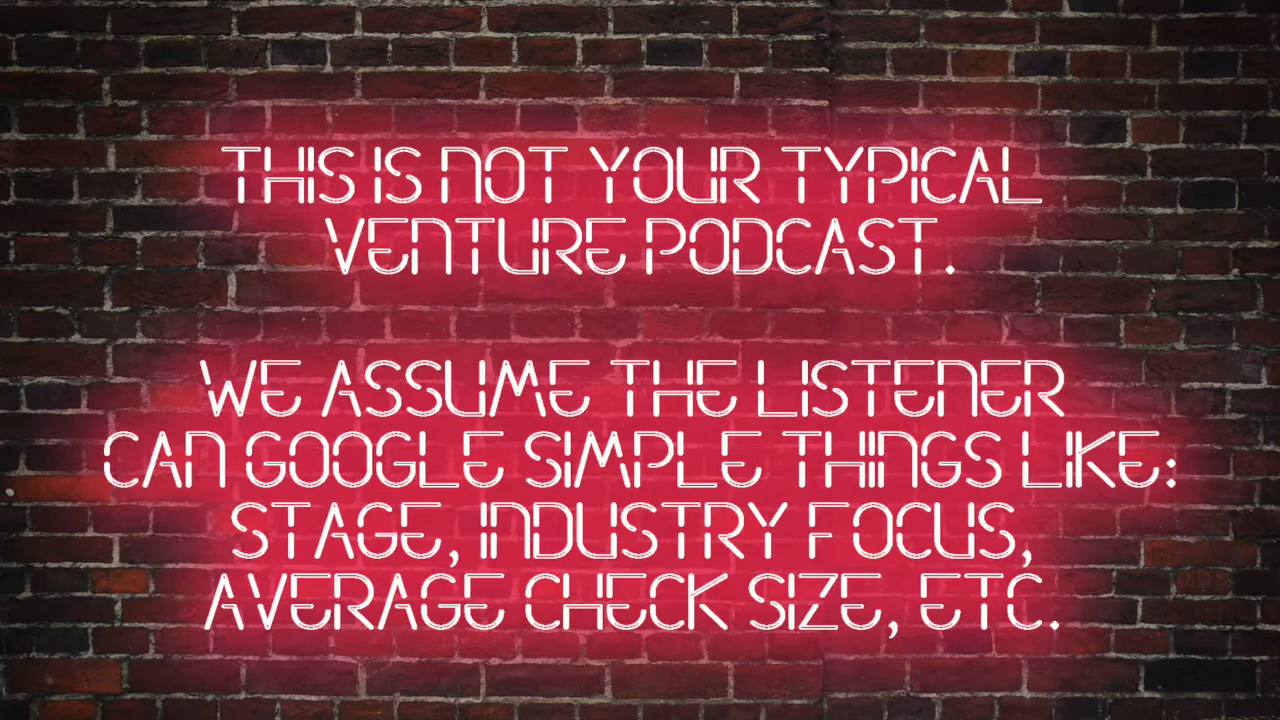 THIS IS NOT YOUR TYPICAL
VENTURE PODCAST.
WE ASSUME THE LISTENER
CAN GOOGLE SIMPLE THINGS LIKE:
STAGE, INDUSTRY FOCUS,
AVERAGE CHECK SIZE, ETC.